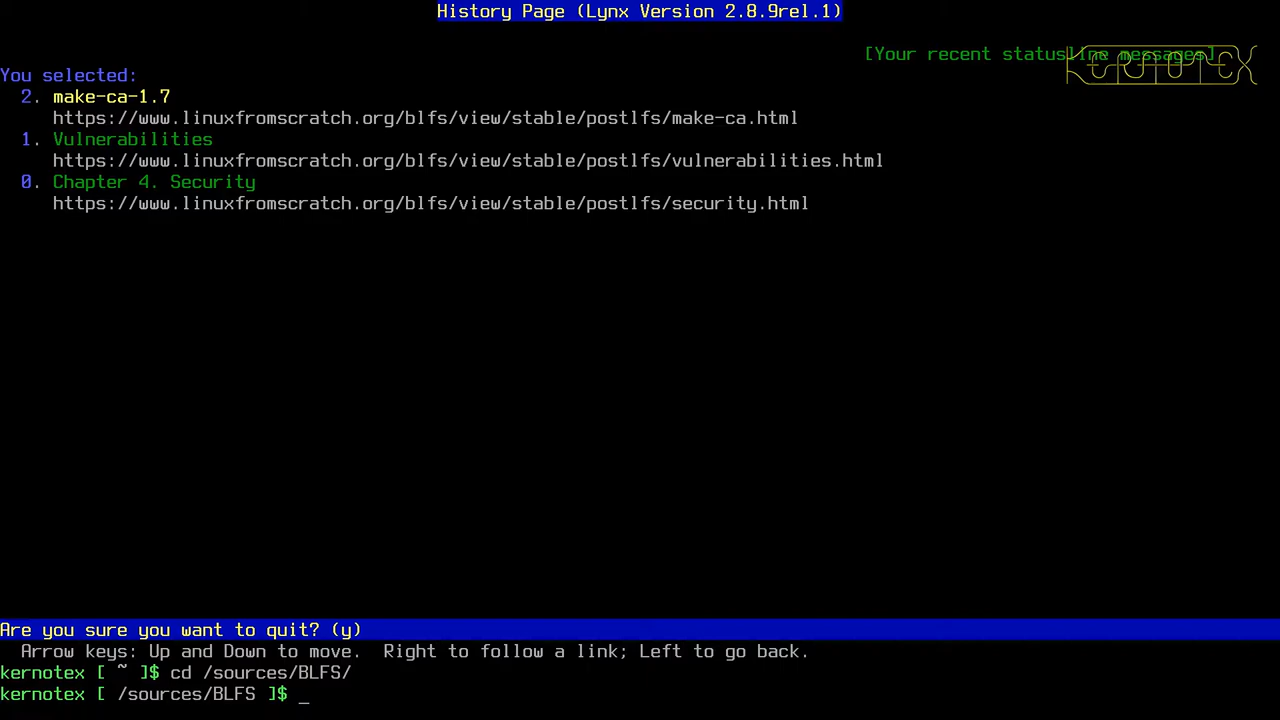 History Page (Lynx Version 2.8.9rel.1)
[Your recent statusline messages]
KERNOTEX
You selected:
2. make-ca-1.7
https://www.linuxfromscratch.org/blfs/view/stable/postlfs/make-ca.html
1. Vulnerabilities
https://www.linuxfromscratch.org/blfs/view/stable/postlfs/vulnerabilities.html
0. Chapter 4. Security
https://www.linuxfromscratch.org/blfs/view/stable/postlfs/security.html
Are you sure you want to quit? (y)
Arrow keys: Up and Down to move.  Right to follow a link; Left to go back.
kernotex [ ~ ]$ cd /sources/BLFS/
kernotex [ /sources/BLFS ]$ _